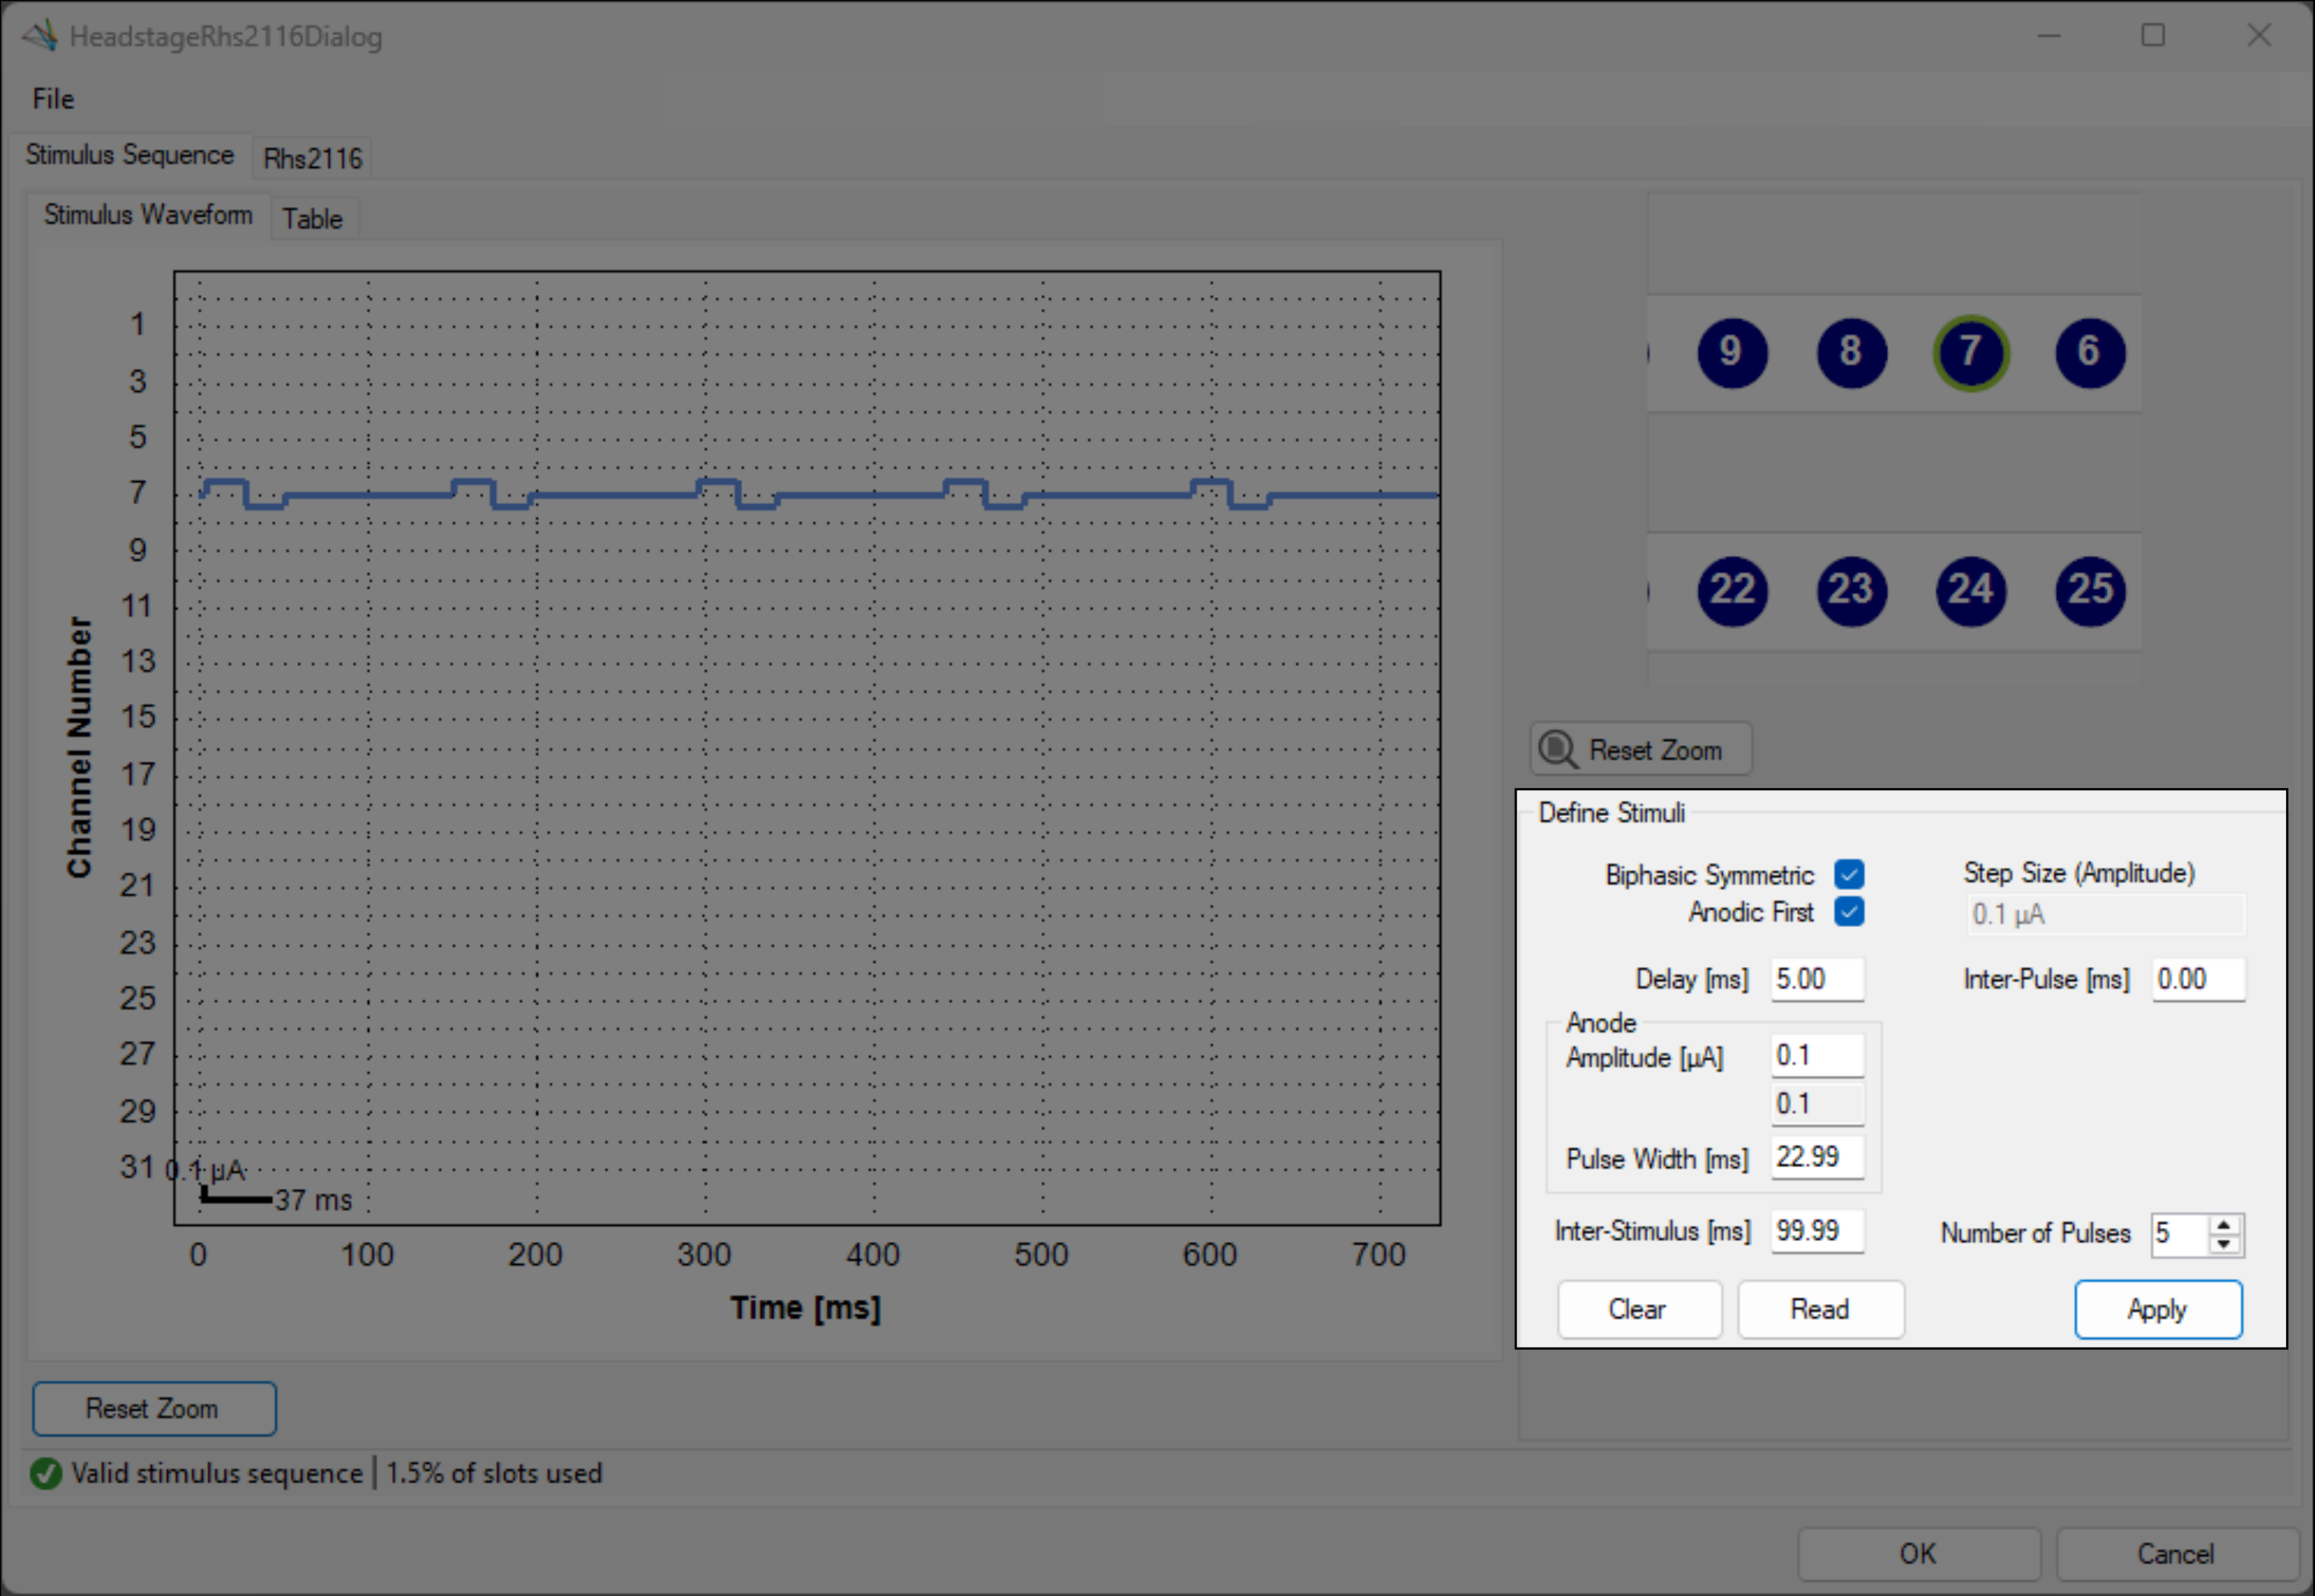 HeadstageRhs2116Dialog
File
Stimulus Sequence
Rhs2116
Stimulus Waveform
Table
Channel Number
1
3
5
7
9
11
13
15
17
19
21
23
25
27
29
31
0.1 µA
37 ms
0 100 200 300 400 500 600 700
Time [ms]
Reset Zoom
9 8 7 6
22 23 24 25
Reset Zoom
Define Stimuli
Biphasic Symmetric
Step Size (Amplitude)
Anodic First
0.1 µA
Delay [ms] 5.00
Inter-Pulse [ms] 0.00
Anode
Amplitude [µA] 0.1
0.1
Pulse Width [ms] 22.99
Inter-Stimulus [ms] 99.99
Number of Pulses 5
Clear
Read
Apply
Valid stimulus sequence
1.5% of slots used
OK
Cancel